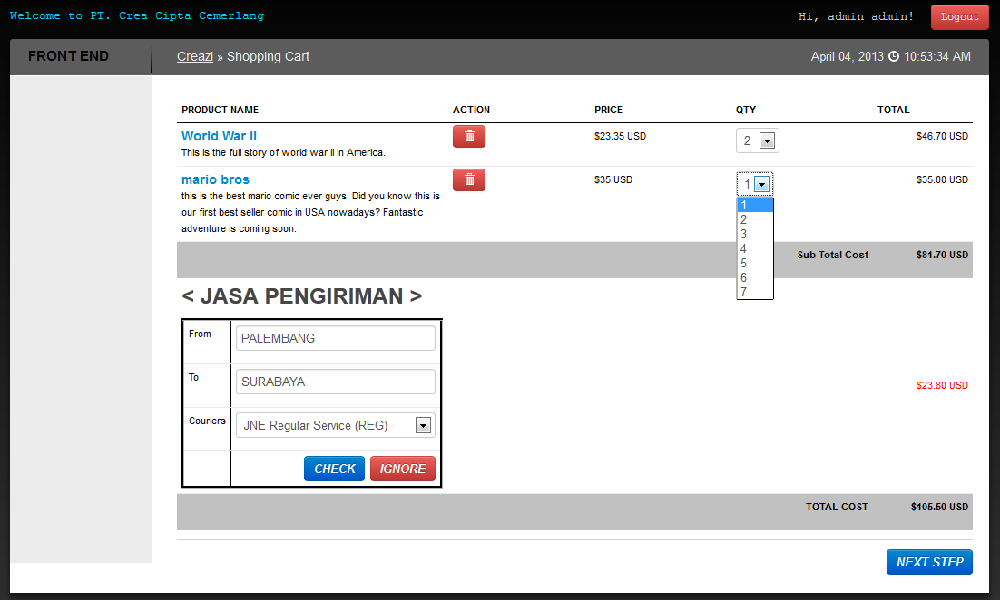 Welcome to PT. Crea Cipta Cemerlang
Hi, admin admin!
Logout
FRONT END
Creazi » Shopping Cart
April 04, 2013 10:53:34 AM
PRODUCT NAME ACTION PRICE QTY TOTAL
World War II
This is the full story of world war II in America.
$23.35 USD
2
$46.70 USD
mario bros
this is the best mario comic ever guys. Did you know this is
our first best seller comic in USA nowadays? Fantastic
adventure is coming soon.
$35 USD
1
$35.00 USD
1
2
3
4
5
6
7
Sub Total Cost $81.70 USD
< JASA PENGIRIMAN >
From PALEMBANG
To SURABAYA
$23.80 USD
Couriers JNE Regular Service (REG)
CHECK IGNORE
TOTAL COST $105.50 USD
NEXT STEP